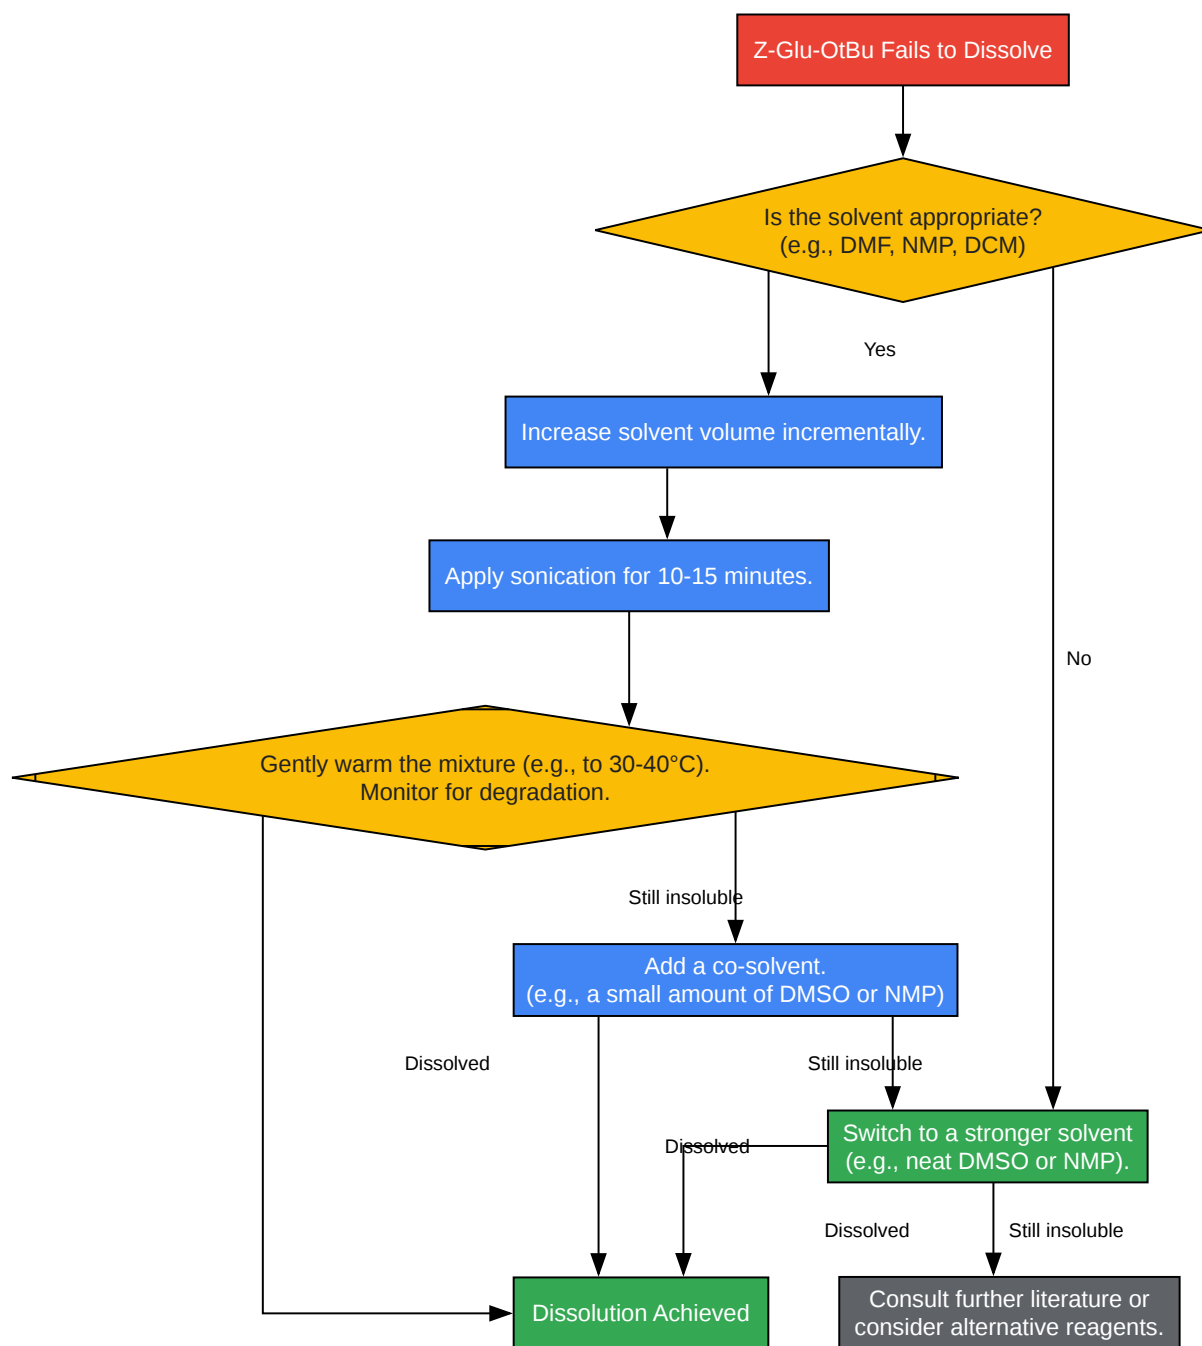 Z-Glu-OtBu Fails to Dissolve
Is the solvent appropriate?
(e.g., DMF, NMP, DCM)
Yes
Increase solvent volume incrementally.
Apply sonication for 10-15 minutes.
No
Gently warm the mixture (e.g., to 30-40°C).
Monitor for degradation.
Still insoluble
Add a co-solvent.
(e.g., a small amount of DMSO or NMP)
Dissolved
Still insoluble
Switch to a stronger solvent
(e.g., neat DMSO or NMP).
Dissolved
Dissolved
Still insoluble
Dissolution Achieved
Consult further literature or
consider alternative reagents.